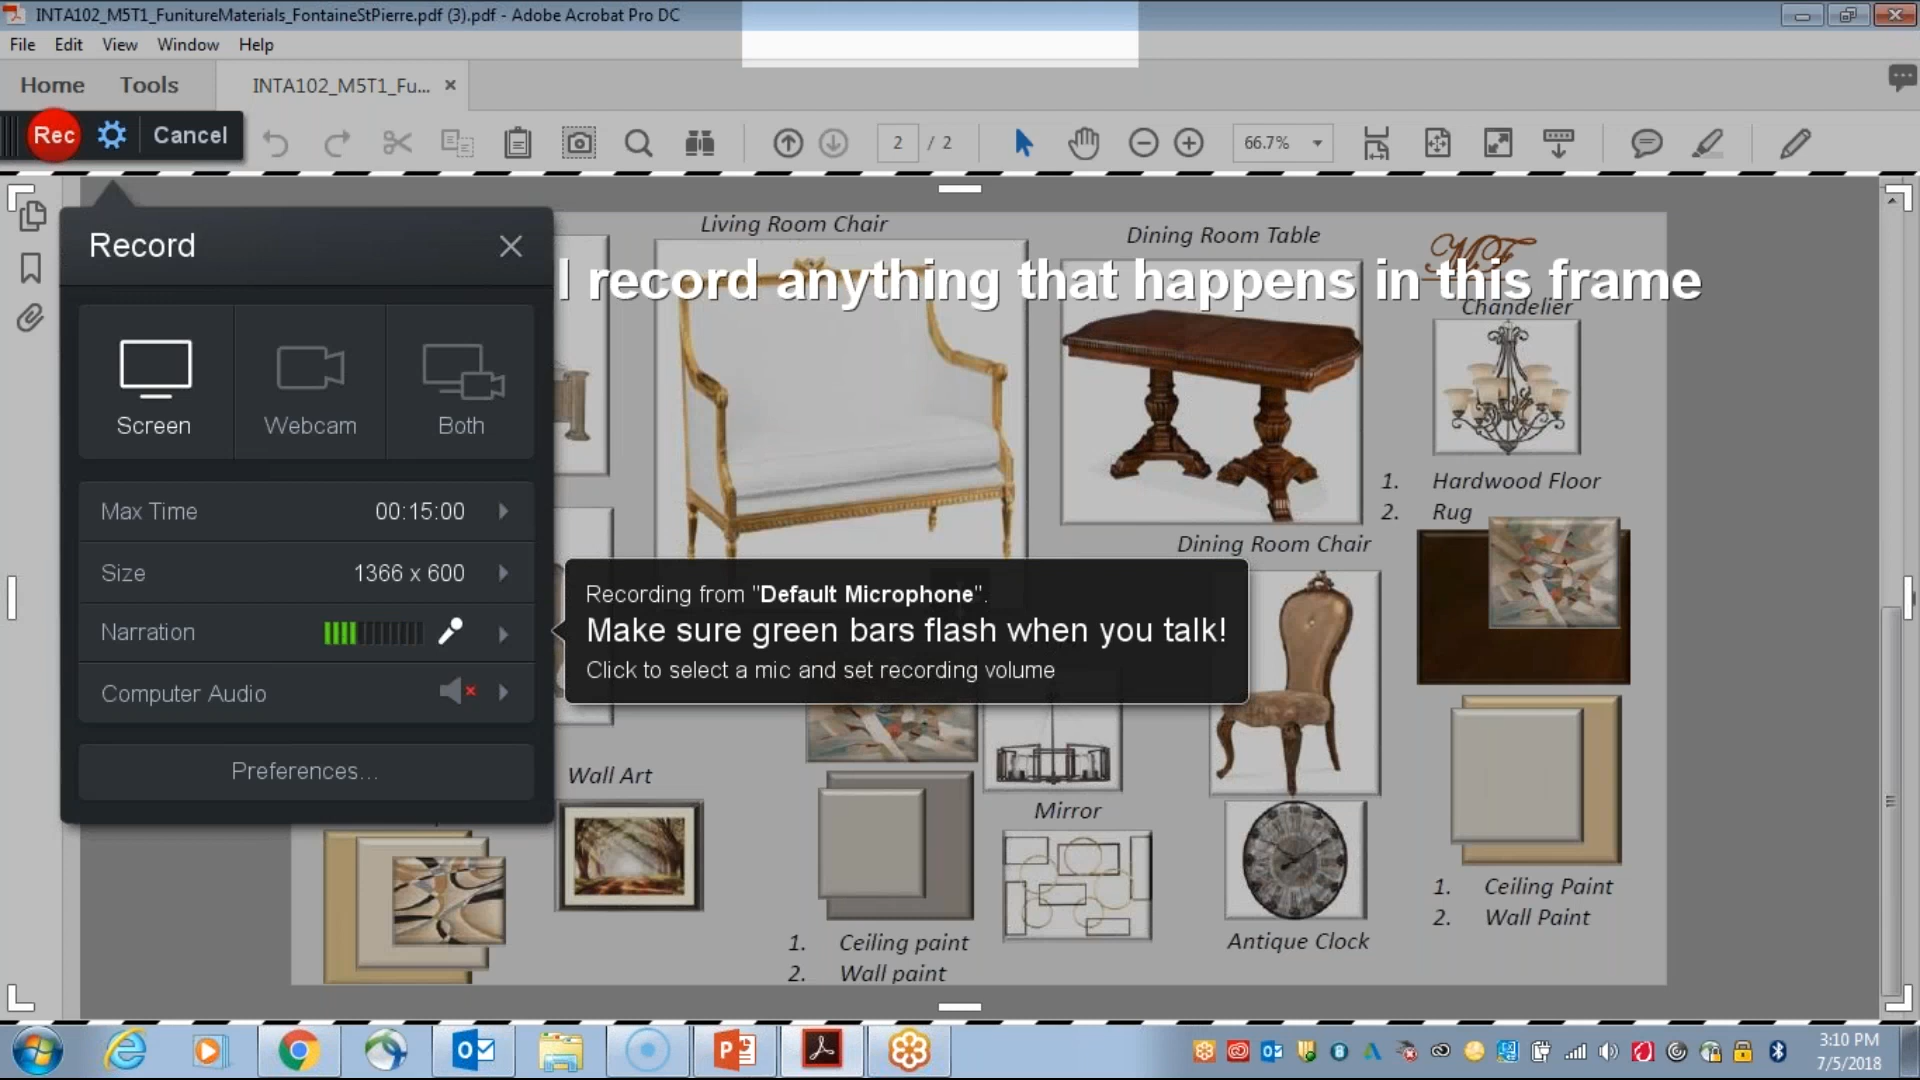 INTA102_M5T1_FunitureMaterials_FontaineStPierre.pdf (3).pdf - Adobe Acrobat Pro DC
File Edit View Window Help
Home Tools INTA102_M5T1_Fu... ×
Rec Cancel
2 / 2
66.7%
Record
Screen Webcam Both
Max Time 00:15:00
Size 1366 x 600
Narration
Computer Audio
Preferences...
Living Room Chair
Dining Room Table
MF
record anything that happens in this frame
Chandelier
1. Hardwood Floor
2. Rug
Dining Room Chair
Recording from "Default Microphone".
Make sure green bars flash when you talk!
Click to select a mic and set recording volume
Wall Art
Mirror
1. Ceiling Paint
2. Wall Paint
Antique Clock
1. Ceiling paint
2. Wall paint
3:10 PM
7/5/2018